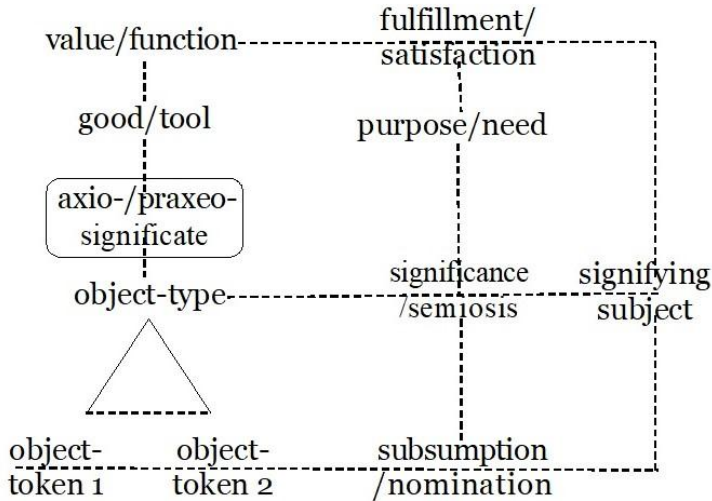 value/function
fulfillment/
satisfaction
good/tool
purpose/need
axio-/praxeo-
significate
object-type
significance
/semiosis
signifying
subject
object-
token 1
object-
token 2
subsumption
/nomination